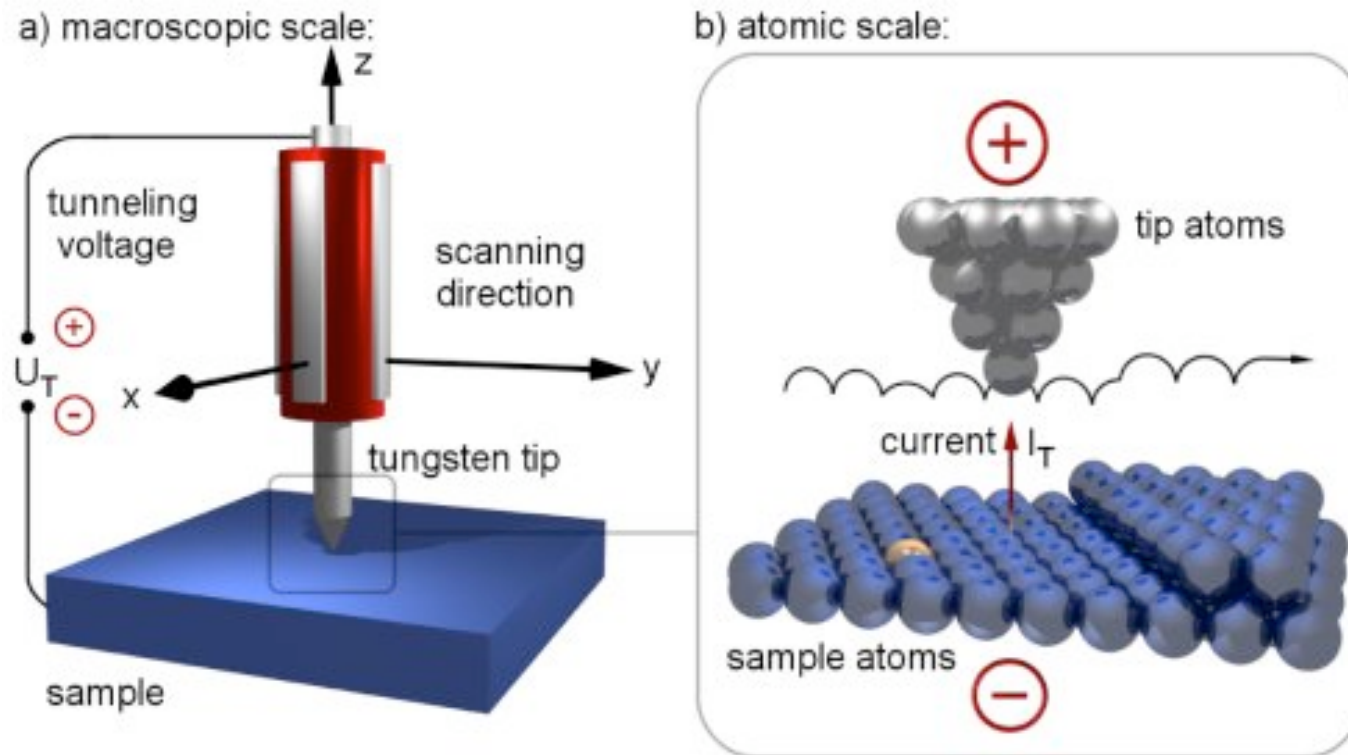 a) macroscopic scale:
z
tunneling
voltage
scanning
direction
+
U_T
−
x
y
tungsten tip
sample
b) atomic scale:
+
tip atoms
current I_T
sample atoms
−